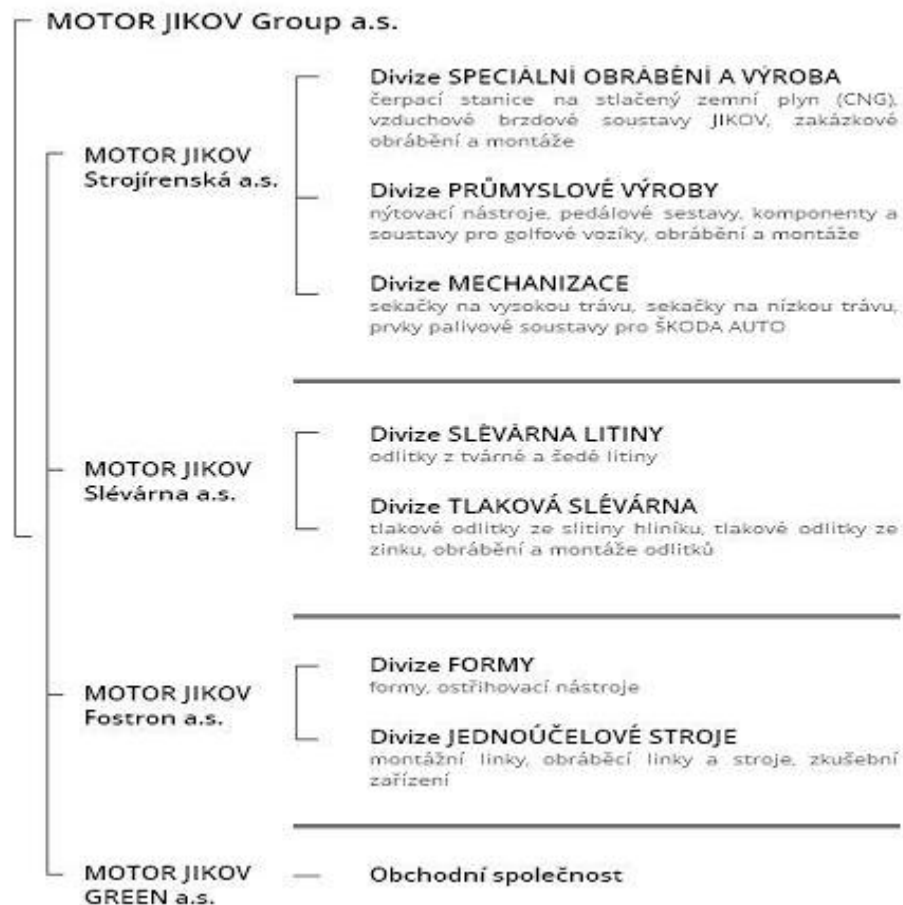 MOTOR JIKOV Group a.s.
MOTOR JIKOV
Strojírenská a.s.
Divize SPECIÁLNÍ OBRÁBĚNÍ A VÝROBA
čerpací stanice na stlačený zemní plyn (CNG),
vzduchové brzdové soustavy JIKOV, zakázkové
obrábění a montáže
Divize PRŮMYSLOVÉ VÝROBY
nýtovací nástroje, pedálové sestavy, komponenty a
soustavy pro golfové vozíky, obrábění a montáže
Divize MECHANIZACE
sekačky na vysokou trávu, sekačky na nízkou trávu,
prvky palivové soustavy pro ŠKODA AUTO
MOTOR JIKOV
Slévárna a.s.
Divize SLÉVÁRNA LITINY
odlitky z tvárné a šedé litiny
Divize TLAKOVÁ SLÉVÁRNA
tlakové odlitky ze slitiny hliníku, tlakové odlitky ze
zinku, obrábění a montáže odlitků
MOTOR JIKOV
Fostron a.s.
Divize FORMY
formy, ostřihovací nástroje
Divize JEDNOÚČELOVÉ STROJE
montážní linky, obráběcí linky a stroje, zkušební
zařízení
MOTOR JIKOV
GREEN a.s.
Obchodní společnost